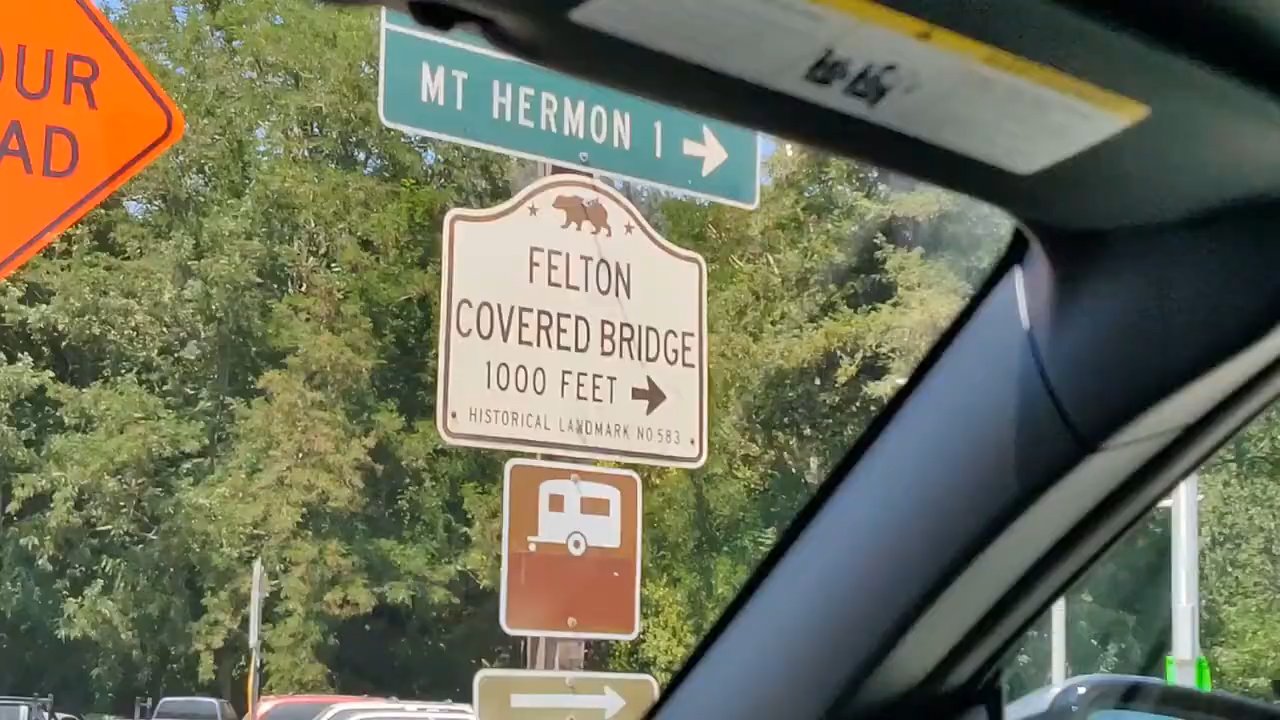 OUR
AD
MT HERMON 1
FELTON
COVERED BRIDGE
1000 FEET
HISTORICAL LANDMARK NO.583